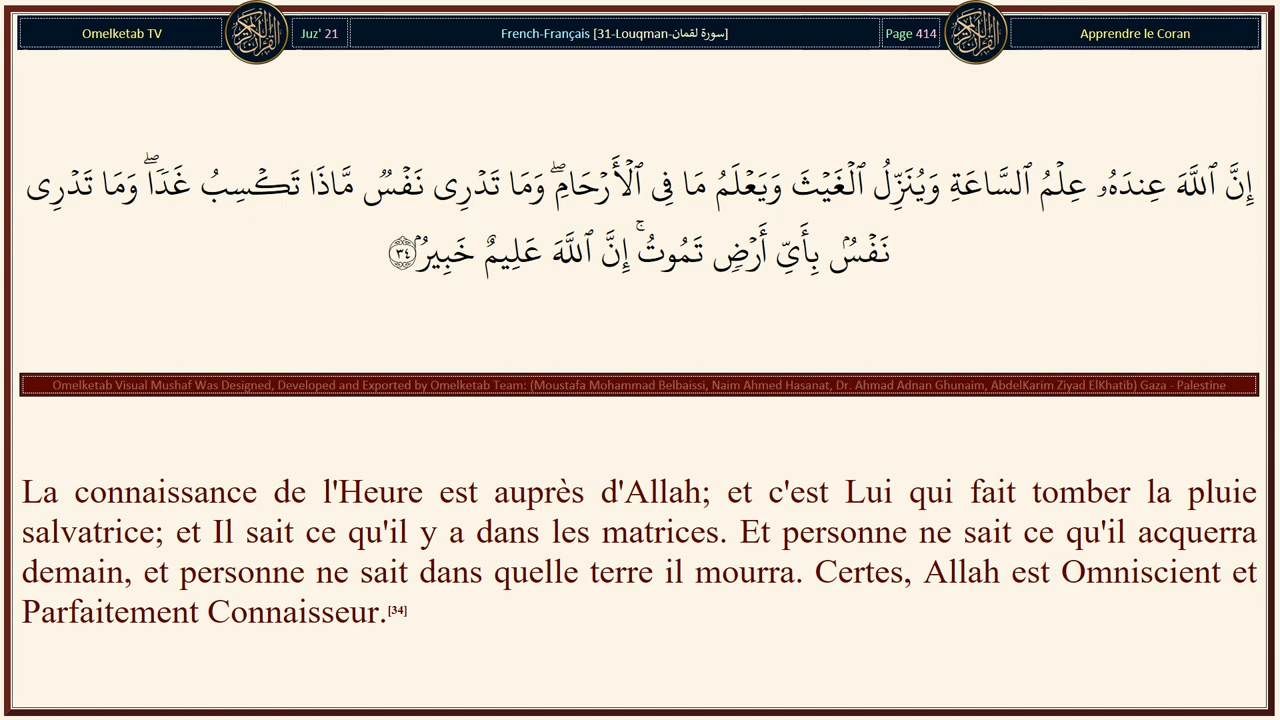 Omelketab TV
Juz' 21
French-Français [31-Louqman-سورة لقمان]
Page 414
Apprendre le Coran
إِنَّ ٱللَّهَ عِندَهُۥ عِلۡمُ ٱلسَّاعَةِ وَيُنَزِّلُ ٱلۡغَيۡثَ وَيَعۡلَمُ مَا فِي ٱلۡأَرۡحَامِۖ وَمَا تَدۡرِي نَفۡسٞ مَّاذَا تَكۡسِبُ غَدٗاۖ وَمَا تَدۡرِي
نَفۡسُۢ بِأَيِّ أَرۡضٖ تَمُوتُۚ إِنَّ ٱللَّهَ عَلِيمٌ خَبِيرُۢ ٣٤
Omelketab Visual Mushaf Was Designed, Developed and Exported by Omelketab Team: (Moustafa Mohammad Belbaissi, Naim Ahmed Hasanat, Dr. Ahmad Adnan Ghunaim, AbdelKarim Ziyad ElKhatib) Gaza - Palestine
La connaissance de l'Heure est auprès d'Allah; et c'est Lui qui fait tomber la pluie
salvatrice; et Il sait ce qu'il y a dans les matrices. Et personne ne sait ce qu'il acquerra
demain, et personne ne sait dans quelle terre il mourra. Certes, Allah est Omniscient et
Parfaitement Connaisseur.[34]